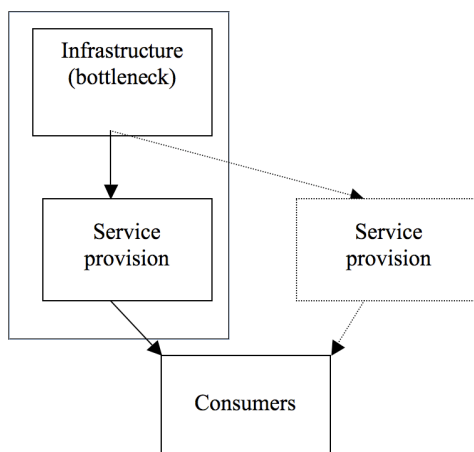 Infrastructure
(bottleneck)
Service
provision
Service
provision
Consumers